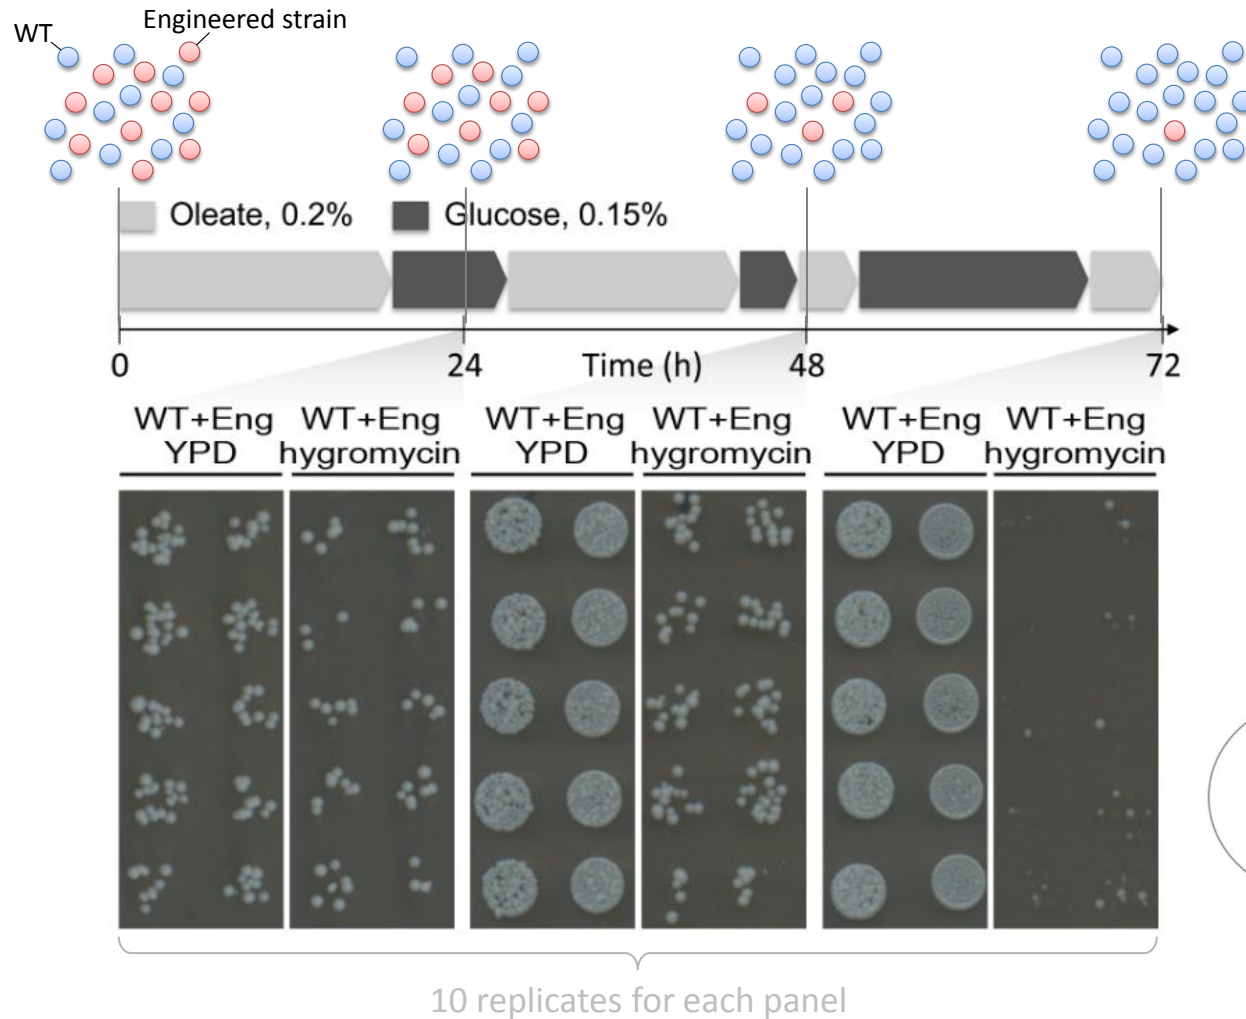 WT
Engineered strain
Oleate, 0.2%
Glucose, 0.15%
0
24
Time (h)
48
72
WT+Eng
YPD
WT+Eng
hygromycin
WT+Eng
YPD
WT+Eng
hygromycin
WT+Eng
YPD
WT+Eng
hygromycin
10 replicates for each panel